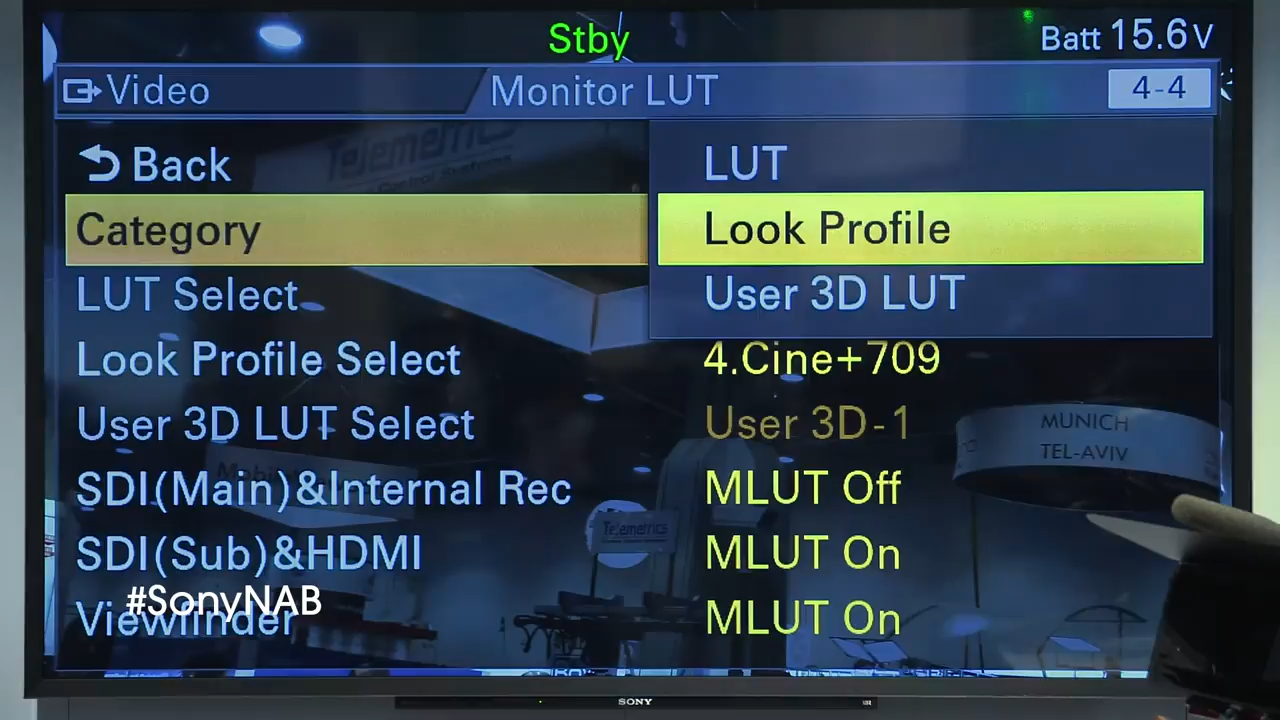 Stby
Batt 15.6V
Video
Monitor LUT
4-4
Telemetrics
Back
LUT
Category
Look Profile
LUT Select
User 3D LUT
Look Profile Select
4.Cine+709
User 3D LUT Select
User 3D-1
MUNICH
TEL-AVIV
SDI(Main)&Internal Rec
MLUT Off
Telemetrics
SDI(Sub)&HDMI
MLUT On
#SonyNAB
Viewfinder
MLUT On
SONY